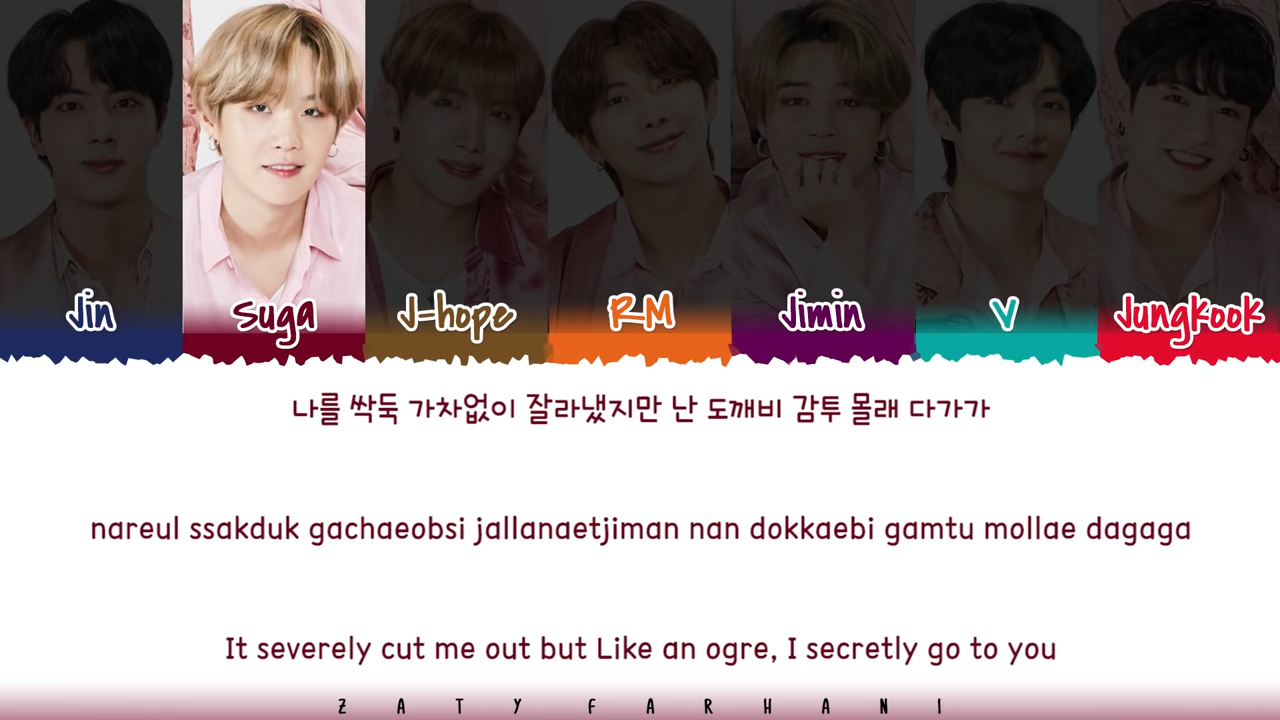 Jin Suga J-hope RM Jimin V Jungkook
나를 싹둑 가차없이 잘라냈지만 난 도깨비 감투 몰래 다가가
nareul ssakduk gachaeobsi jallanaetjiman nan dokkaebi gamtu mollae dagaga
It severely cut me out but Like an ogre, I secretly go to you
ZATY FARHANI